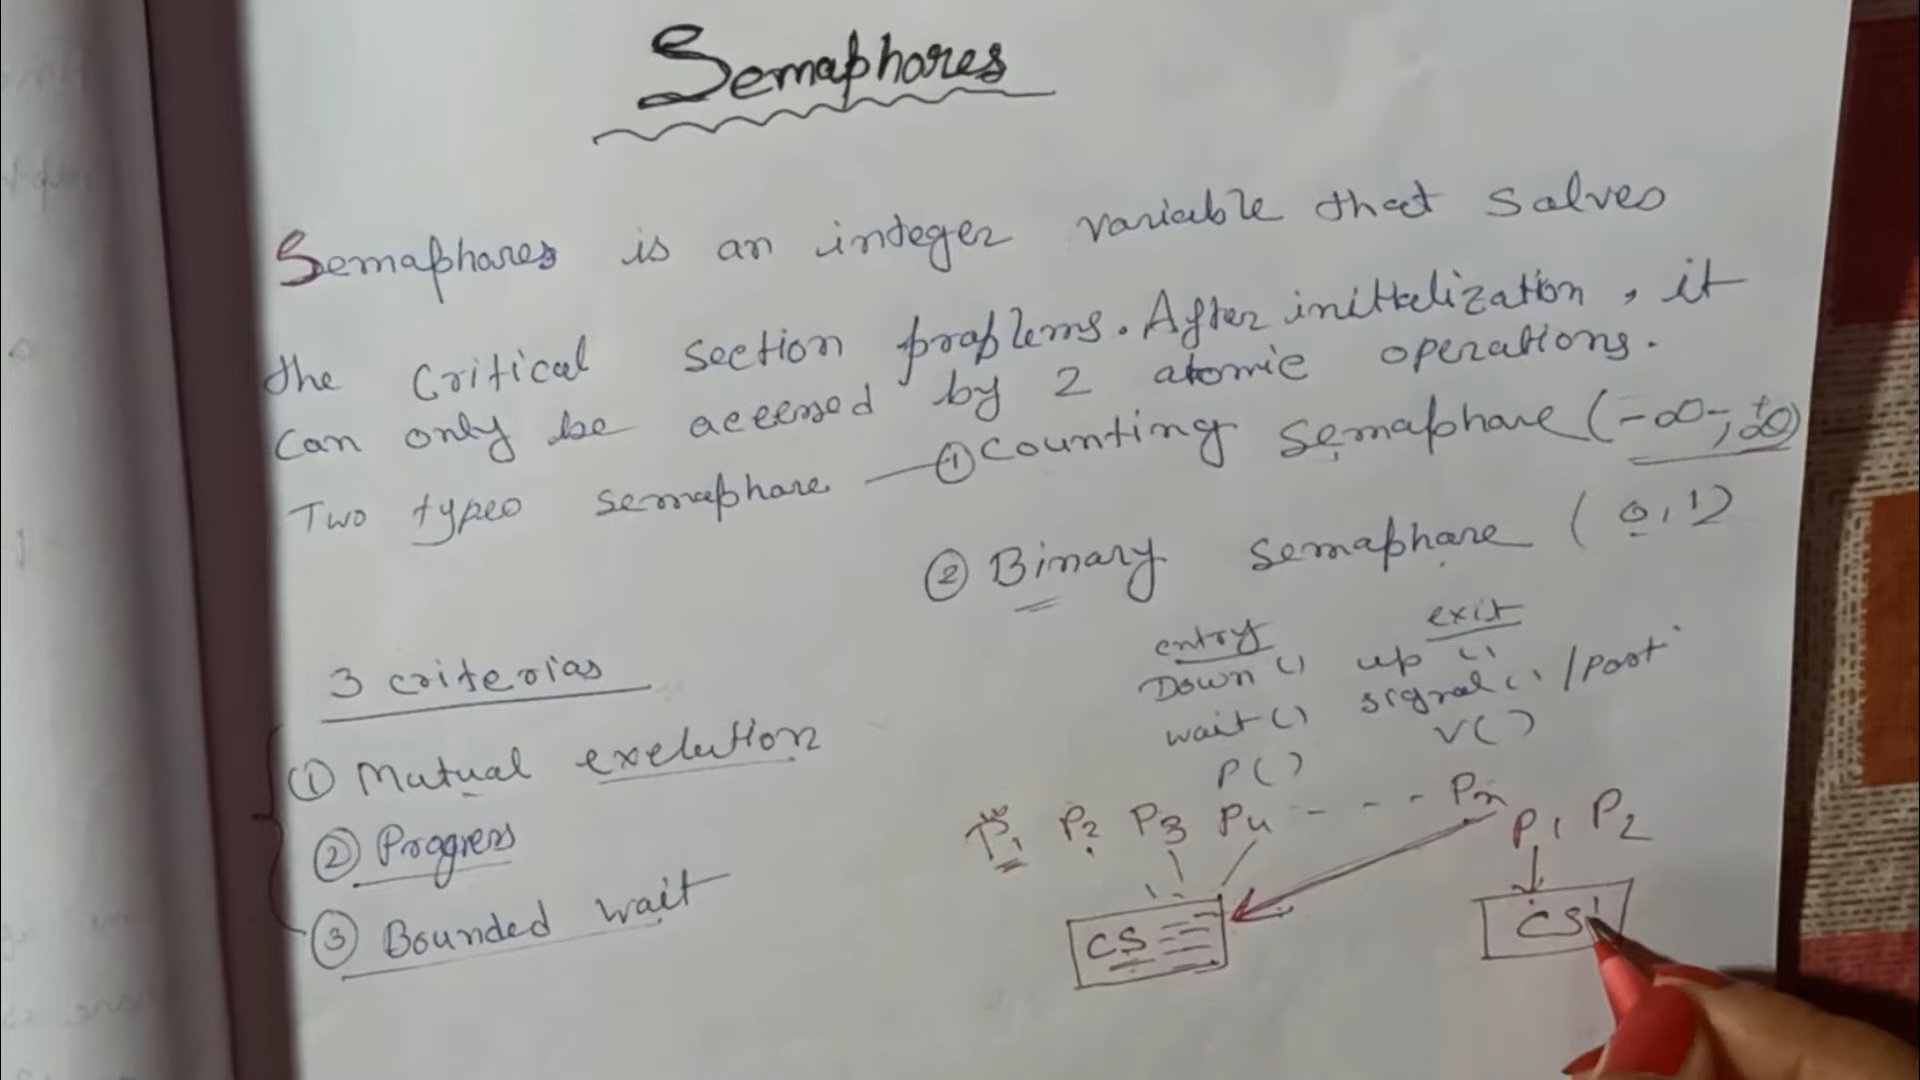 Semaphores
Semaphores is an integer variable that solves
the critical section problems. After initialization, it
can only be accessed by 2 atomic operations.
Two types semaphore — ① Counting semaphore (-∞-, +∞)
② Binary semaphore (0,1)
3 criterias
① Mutual exclution
② Progress
③ Bounded wait
entry exit
Down () up ()
wait () signal () / post
P() V()
P1 P2 P3 P4 - - - - Pn
P1 P2
CS
CS